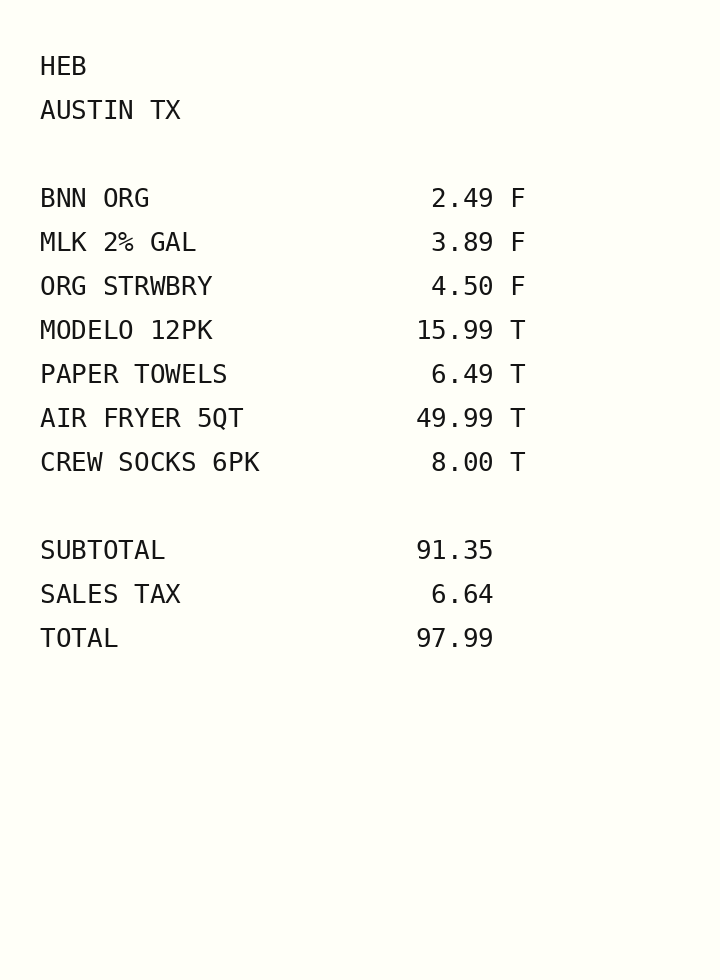 HEB
AUSTIN TX
BNN ORG 2.49 F
MLK 2% GAL 3.89 F
ORG STRWBRY 4.50 F
MODELO 12PK 15.99 T
PAPER TOWELS 6.49 T
AIR FRYER 5QT 49.99 T
CREW SOCKS 6PK 8.00 T
SUBTOTAL 91.35
SALES TAX 6.64
TOTAL 97.99